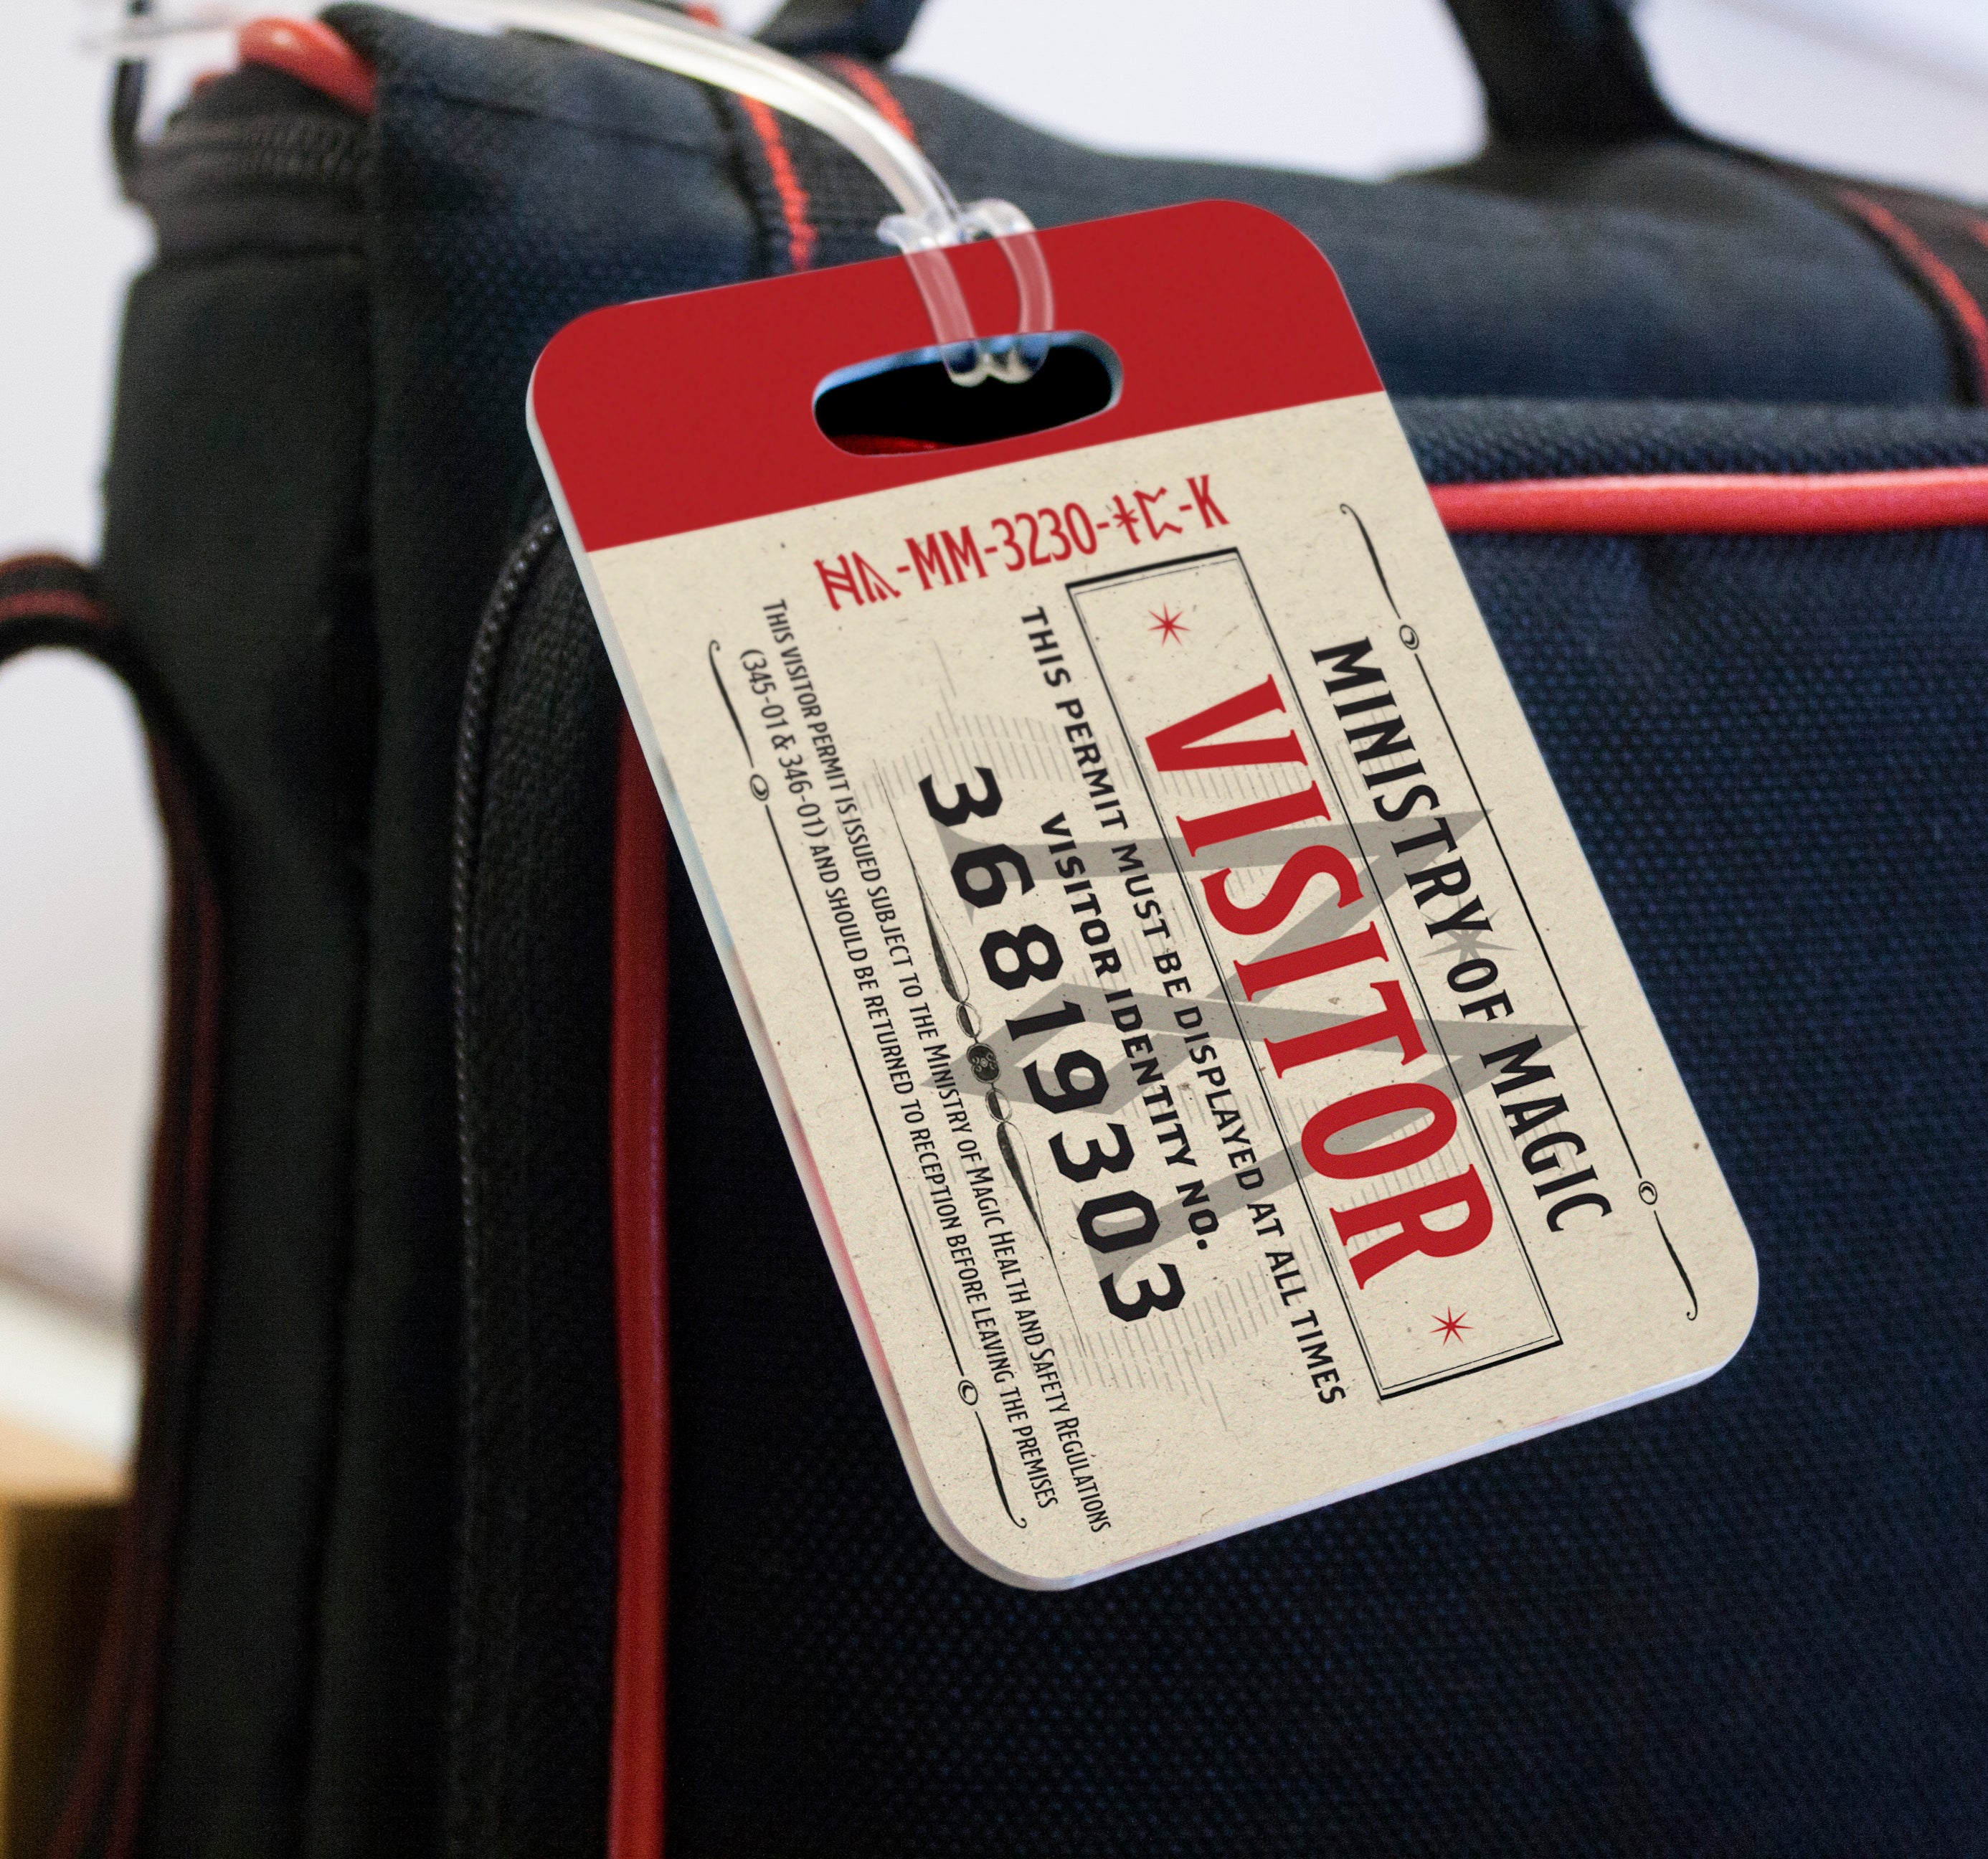 MINISTRY OF MAGIC
VISITOR
THIS PERMIT MUST BE DISPLAYED AT ALL TIMES
VISITOR IDENTITY NO.
36819303
THIS VISITOR PERMIT IS ISSUED SUBJECT TO THE MINISTRY OF MAGIC HEALTH AND SAFETY REGULATIONS
(345-01 & 346-01) AND SHOULD BE RETURNED TO RECEPTION BEFORE LEAVING THE PREMISES
-MM-3230- -K